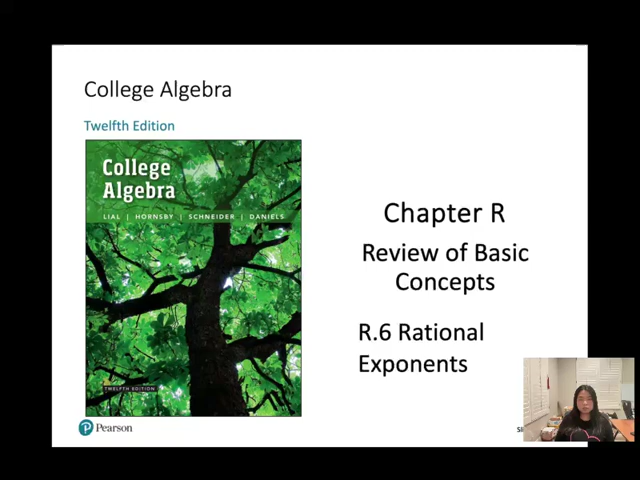 College Algebra
Twelfth Edition
College
Algebra
LIAL | HORNSBY | SCHNEIDER | DANIELS
TWELFTH EDITION
Pearson
Chapter R
Review of Basic
Concepts
R.6 Rational
Exponents